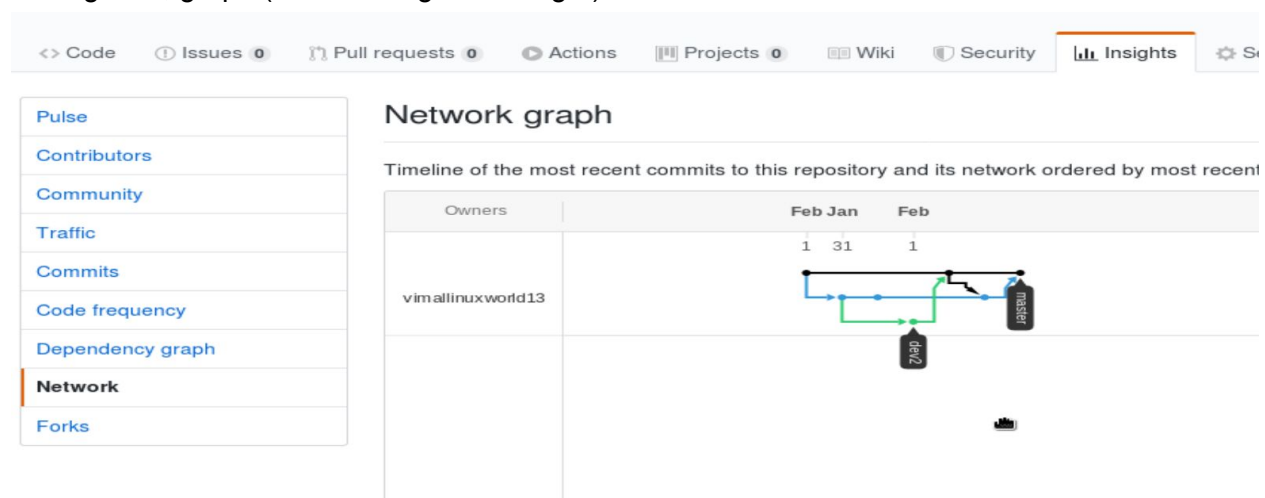 <> Code Issues 0 Pull requests 0 Actions Projects 0 Wiki Security Insights
Pulse
Contributors
Community
Traffic
Commits
Code frequency
Dependency graph
Network
Forks
Network graph
Timeline of the most recent commits to this repository and its network ordered by most recent
Owners Feb Jan Feb
1 31 1
vimallinuxworld13
master
dev2